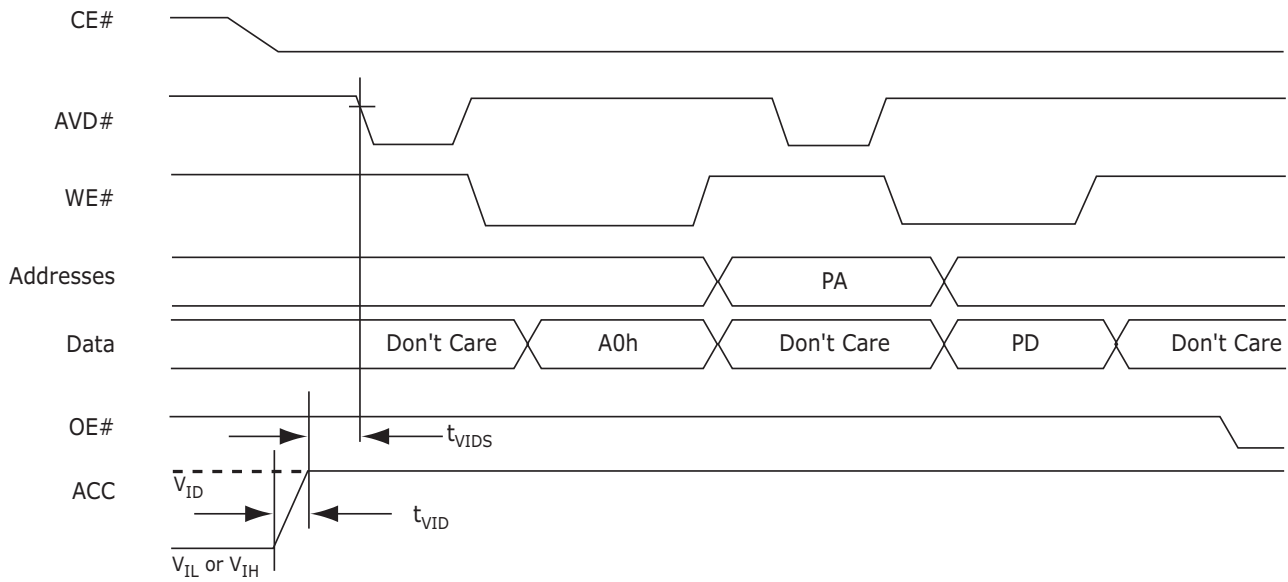 CE#
AVD#
WE#
Addresses
PA
Data
Don't Care
A0h
Don't Care
PD
Don't Care
OE#
tVIDS
VID
ACC
tVID
VIL or VIH